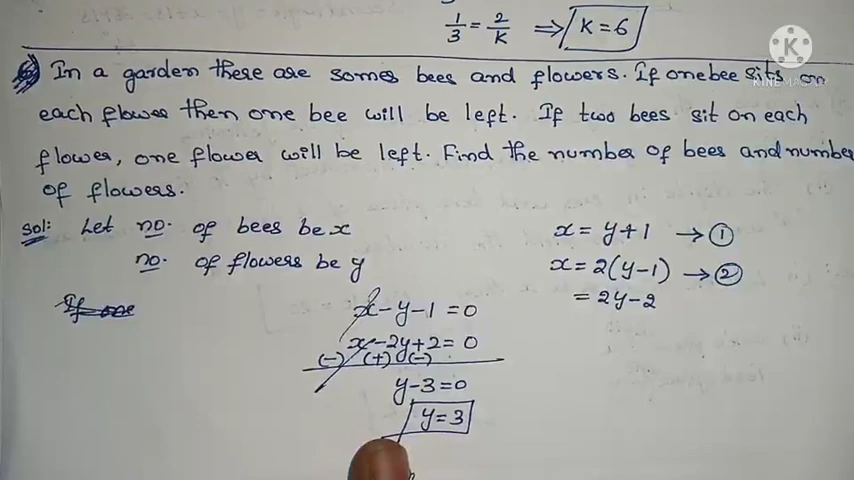 1/3 = 2/K ⟹ K = 6
In a garden there are somes bees and flowers. If one bee sits on
each flower then one bee will be left. If two bees sit on each
flower, one flower will be left. Find the number of bees and number
of flowers.
Sol: Let no. of bees be x
no. of flowers be y
x = y+1 → ①
x = 2(y-1) → ②
= 2y-2
If one
x-y-1 = 0
x-2y+2 = 0
(-) (+) (-)
y-3 = 0
y = 3
K
KINEMASTER